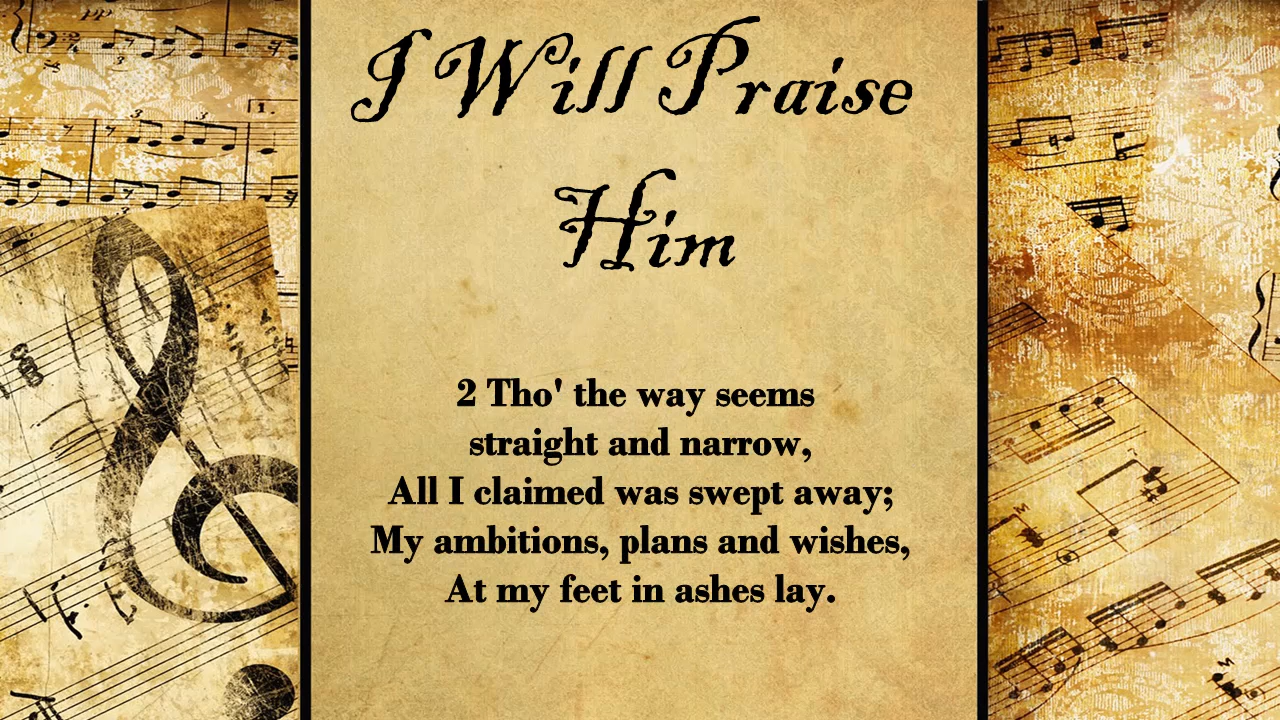 I Will Praise
Him
2 Tho' the way seems
straight and narrow,
All I claimed was swept away;
My ambitions, plans and wishes,
At my feet in ashes lay.